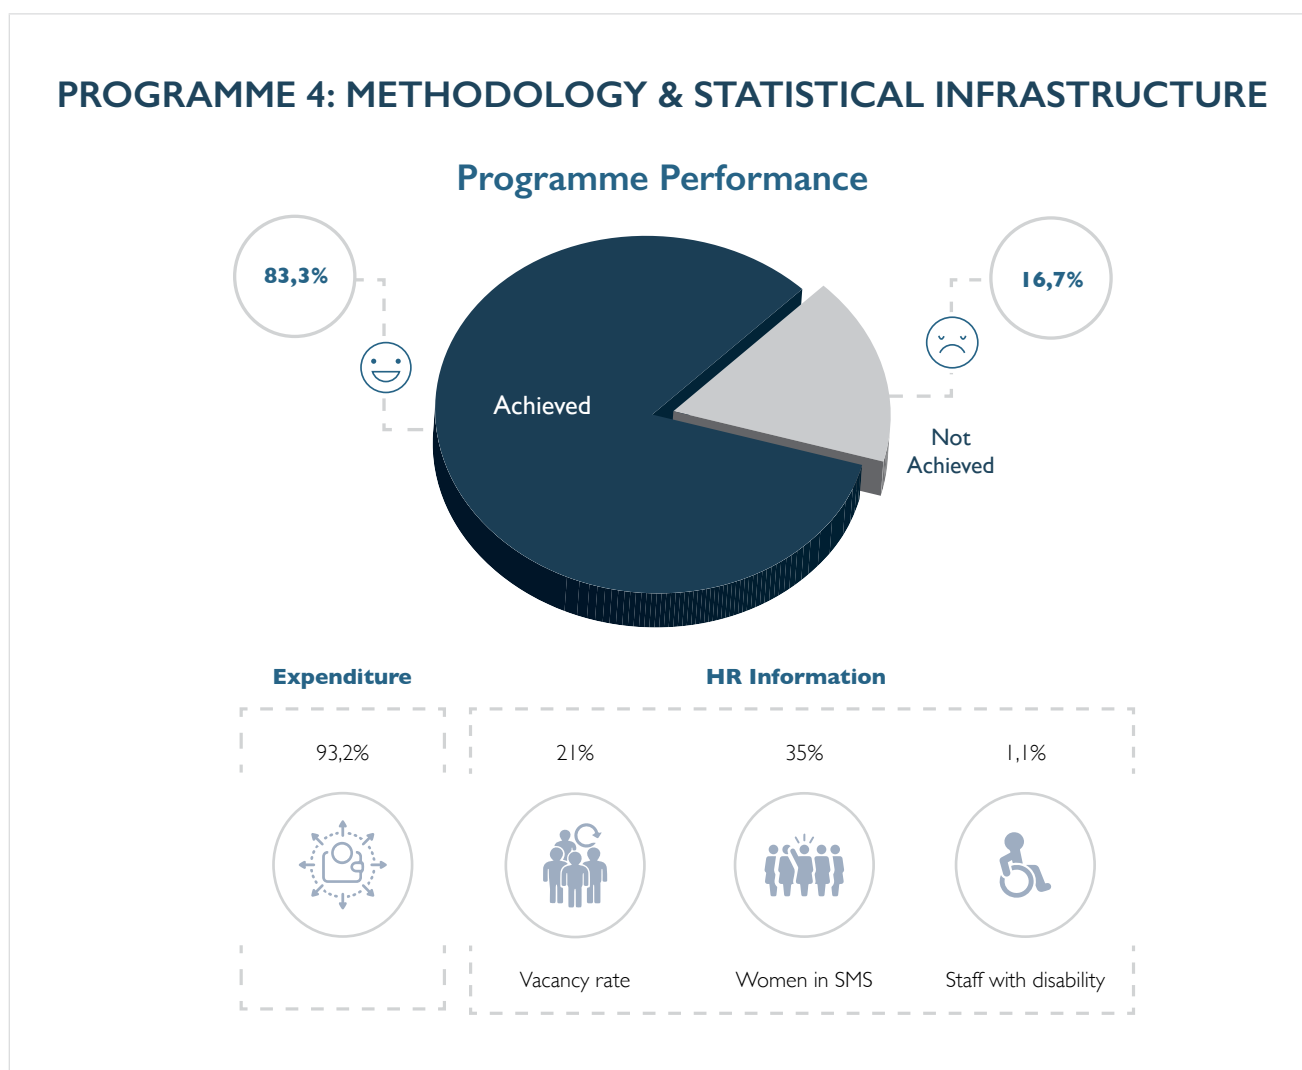 PROGRAMME 4: METHODOLOGY & STATISTICAL INFRASTRUCTURE
Programme Performance
83,3%
16,7%
Achieved
Not
Achieved
Expenditure
HR Information
93,2%
21%
35%
1,1%
Vacancy rate
Women in SMS
Staff with disability